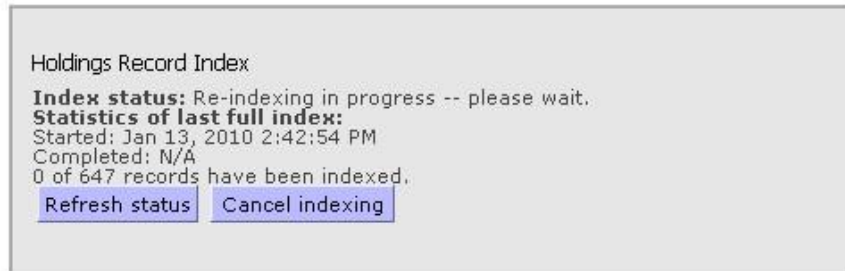 Holdings Record Index
Index status: Re-indexing in progress -- please wait.
Statistics of last full index:
Started: Jan 13, 2010 2:42:54 PM
Completed: N/A
0 of 647 records have been indexed.
Refresh status Cancel indexing